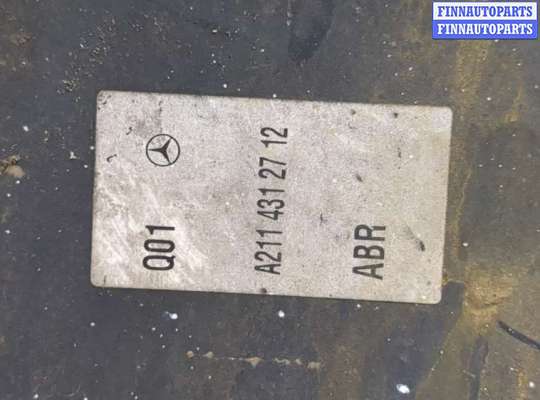 FINNAUTOPARTS
FINNAUTOPARTS
Q01
A211 431 27 12
ABR